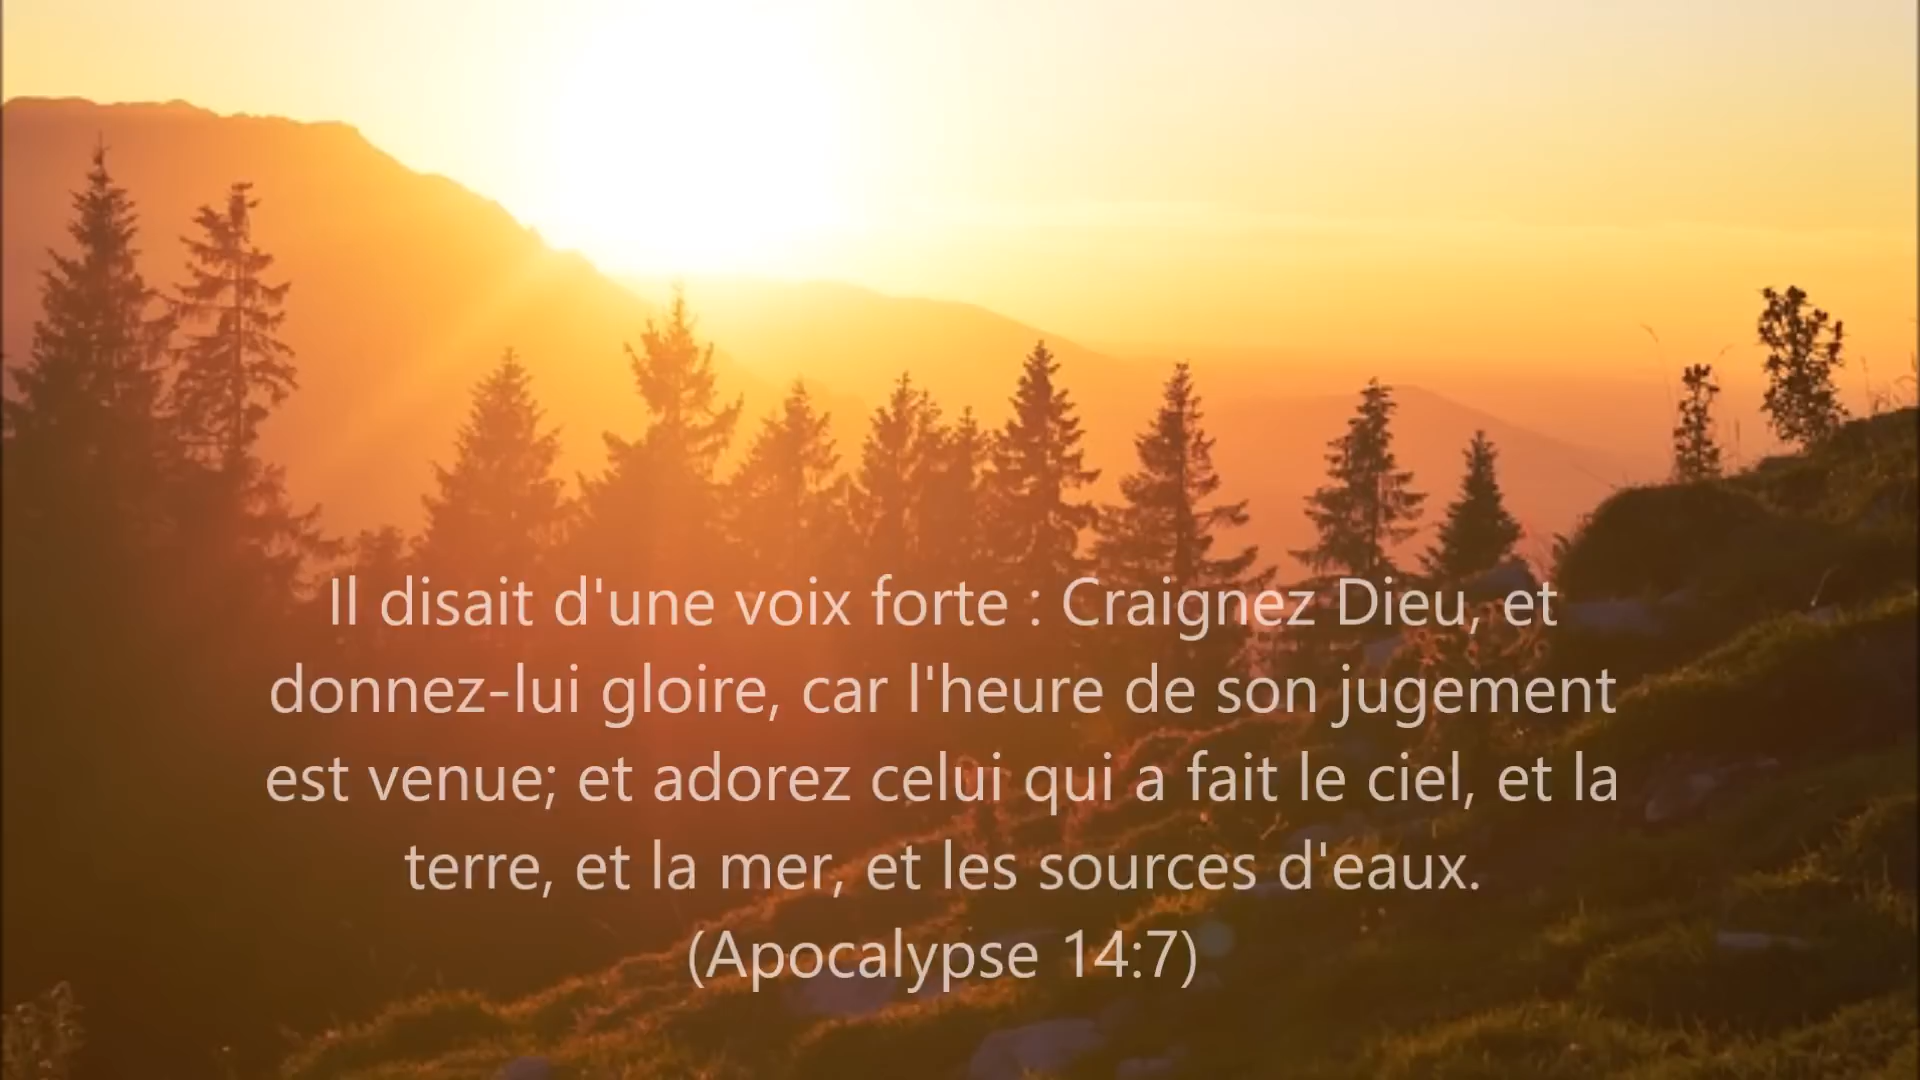 Il disait d'une voix forte : Craignez Dieu, et
donnez-lui gloire, car l'heure de son jugement
est venue; et adorez celui qui a fait le ciel, et la
terre, et la mer, et les sources d'eaux.
(Apocalypse 14:7)